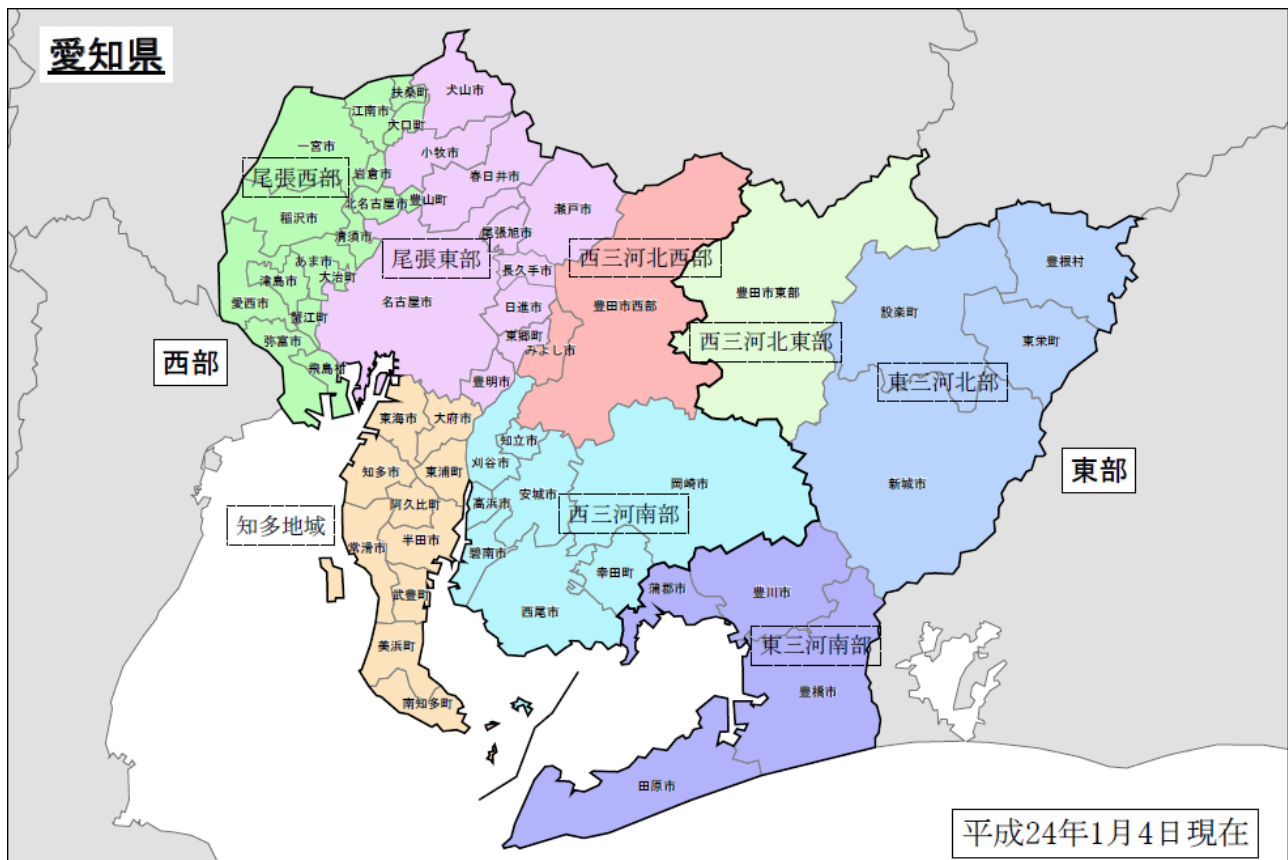 愛知県
犬山市
扶桑町
江南市
大口町
一宮市
小牧市
尾張西部
岩倉市
春日井市
北名古屋市
豊山町
瀬戸市
稲沢市
清須市
尾張旭市
尾張東部
西三河北西部
あま市
長久手市
津島市
大治町
豊根村
豊田市東部
愛西市
名古屋市
日進市
豊田市西部
設楽町
蟹江町
弥富市
東郷町
みよし市
西三河北東部
東栄町
西部
飛島村
豊明市
東三河北部
東海市
大府市
知立市
知多市
東浦町
刈谷市
東部
岡崎市
新城市
安城市
阿久比町
高浜市
西三河南部
知多地域
常滑市
半田市
碧南市
幸田町
蒲郡市
豊川市
武豊町
西尾市
美浜町
東三河南部
南知多町
豊橋市
田原市
平成24年1月4日現在